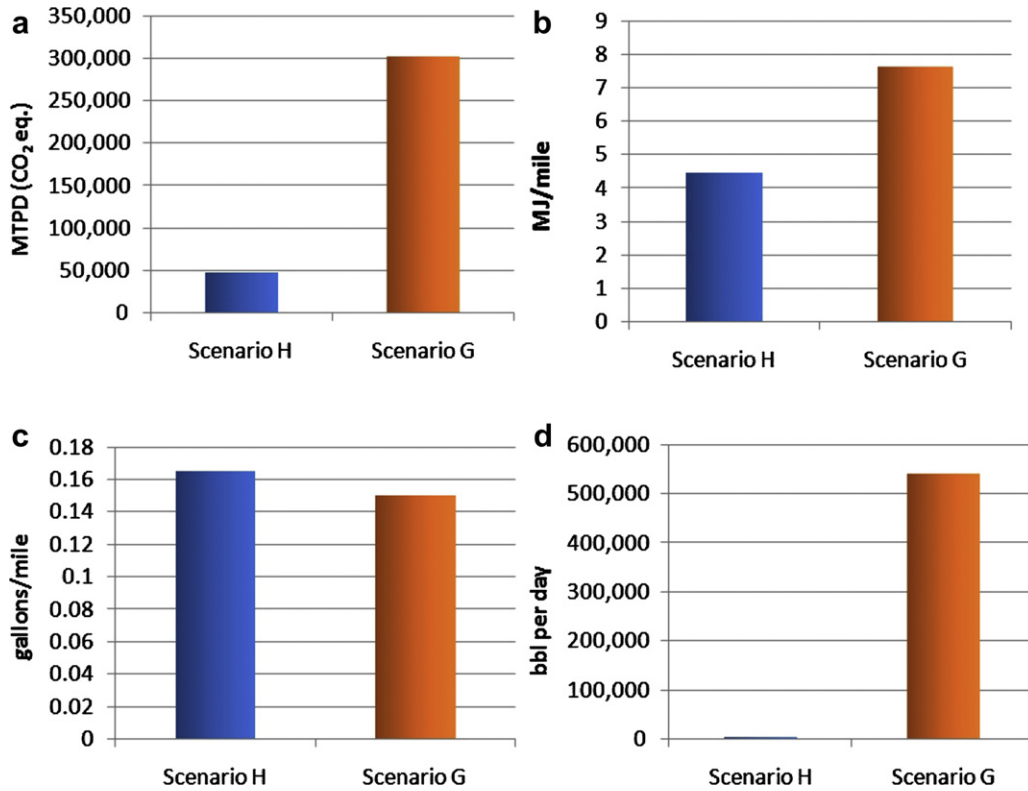 a
350,000
300,000
250,000
200,000
150,000
100,000
50,000
0
MTPD (CO₂ eq.)
Scenario H
Scenario G
b
9
8
7
6
5
4
3
2
1
0
MJ/mile
Scenario H
Scenario G
c
0.18
0.16
0.14
0.12
0.1
0.08
0.06
0.04
0.02
0
gallons/mile
Scenario H
Scenario G
d
600,000
500,000
400,000
300,000
200,000
100,000
0
bbl per day
Scenario H
Scenario G